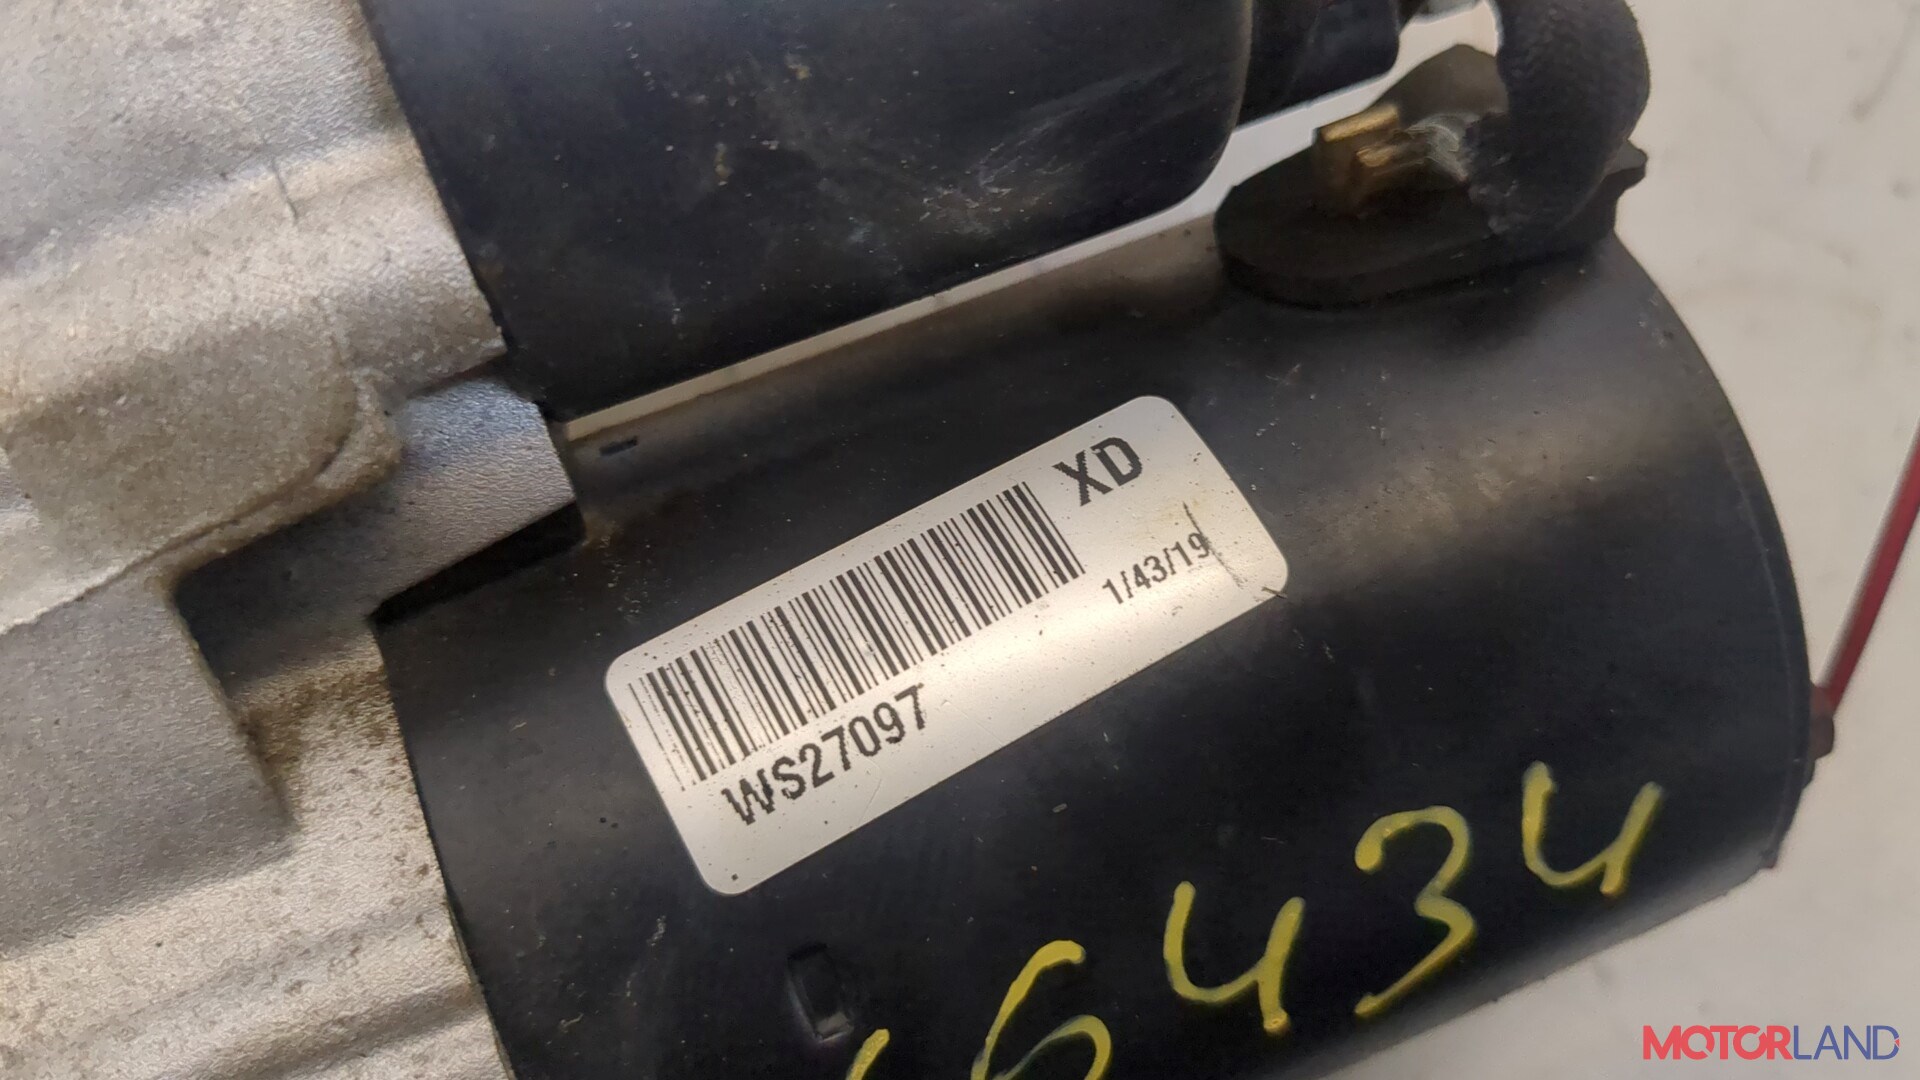 XD
1/43/19
WS27097
6434
MOTORLAND